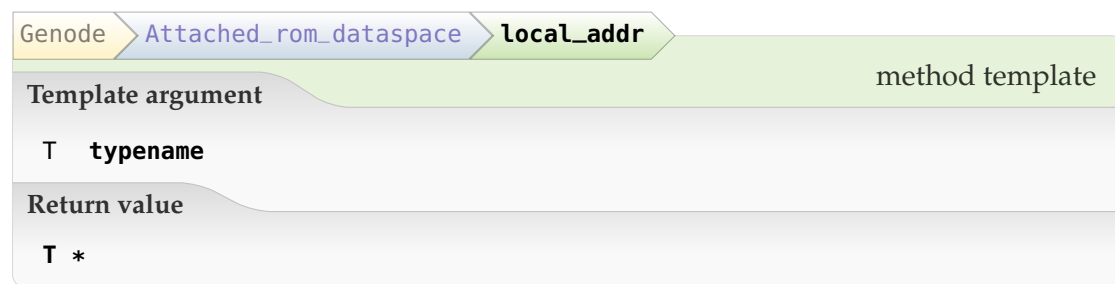 Genode Attached_rom_dataspace local_addr
method template
Template argument
T typename
Return value
T *